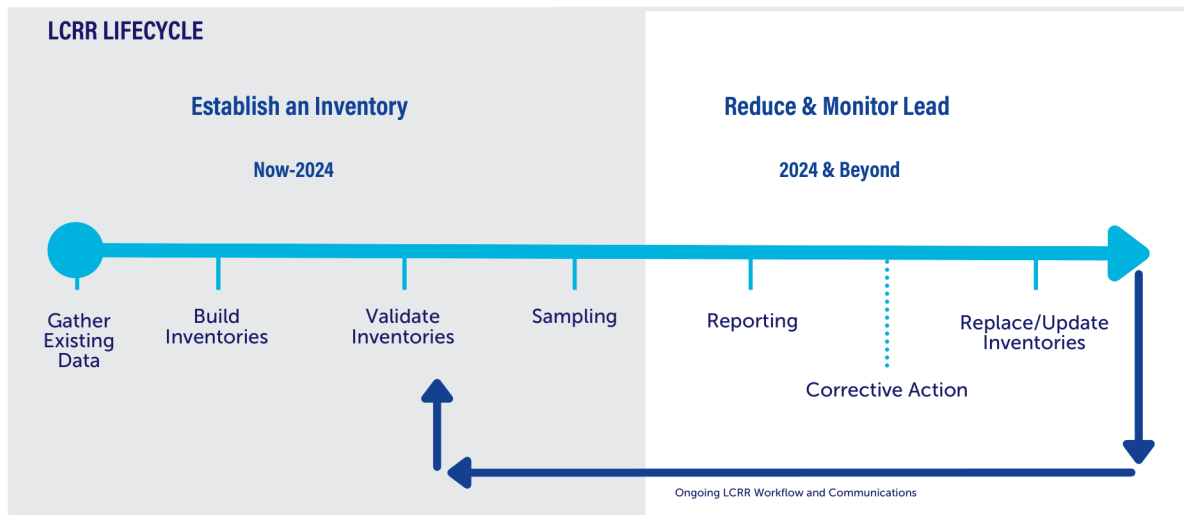 LCRR LIFECYCLE
Establish an Inventory
Now-2024
Reduce & Monitor Lead
2024 & Beyond
Gather
Existing
Data
Build
Inventories
Validate
Inventories
Sampling
Reporting
Corrective Action
Replace/Update
Inventories
Ongoing LCRR Workflow and Communications